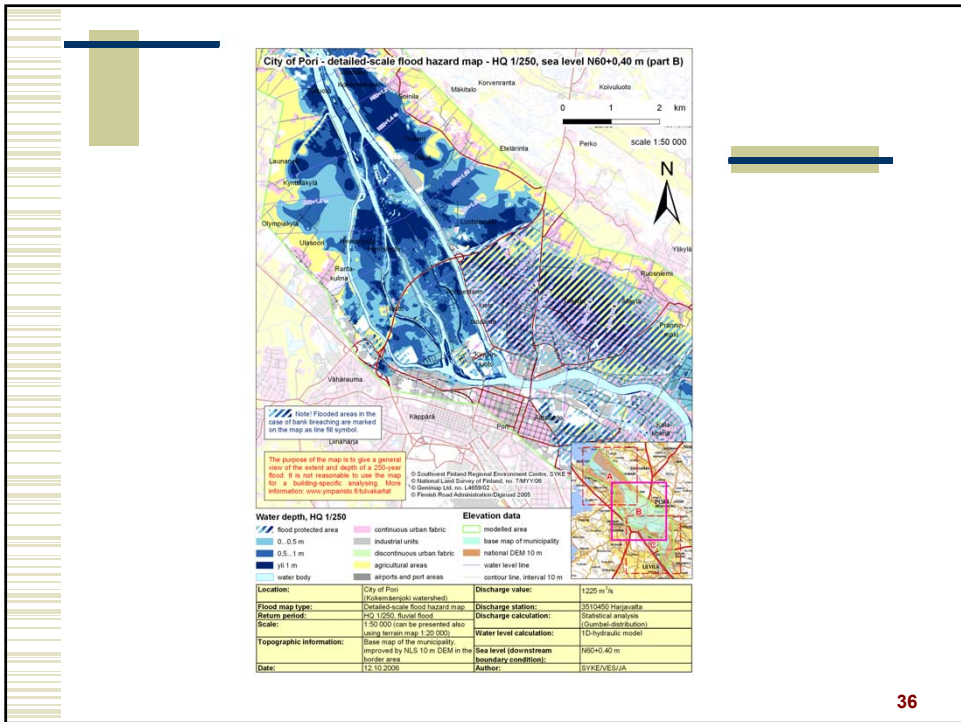 City of Pori - detailed-scale flood hazard map - HQ 1/250, sea level N60+0,40 m (part B)
Korvenranta
Mäkitalo
Koivuluoto
Soinila
0 1 2 km
scale 1:50 000
Etelärinta
Perko
N
Olympiakylä
Ulasoori
Ranta-
kulma
Yläkylä
Ruosniemi
Vähärauma
Käppärä
Pori
Note! Flooded areas in the
case of bank breaching are marked
on the map as line fill symbol.
Liinaharja
The purpose of the map is to give a general
view of the extent and depth of a 250-year
flood. It is not reasonable to use the map
for a building-specific analysing. More
information: www.ymparisto.fi/tulvakartat
© Southwest Finland Regional Environment Centre, SYKE
© National Land Survey of Finland, no. 7/MYY/06
© Genimap Ltd, no. L4659/02
© Finnish Road Administration/Digiroad 2005
A
B
C
Water depth, HQ 1/250
flood protected area
0...0,5 m
0,5...1 m
yli 1 m
water body
continuous urban fabric
industrial units
discontinuous urban fabric
agricultural areas
airports and port areas
Elevation data
modelled area
base map of municipality
national DEM 10 m
water level line
contour line, interval 10 m
Location: City of Pori
(Kokemäenjoki watershed)
Flood map type: Detailed-scale flood hazard map
Return period: HQ 1/250, fluvial flood
Scale: 1:50 000 (can be presented also
using terrain map 1:20 000)
Topographic information: Base map of the municipality,
improved by NLS 10 m DEM in the
border area
Date: 12.10.2006
Discharge value: 1225 m³/s
Discharge station: 3510450 Harjavalta
Discharge calculation: Statistical analysis
(Gumbel-distribution)
Water level calculation: 1D-hydraulic model
Sea level (downstream N60+0,40 m
boundary condition):
Author: SYKE/VES/JA
36